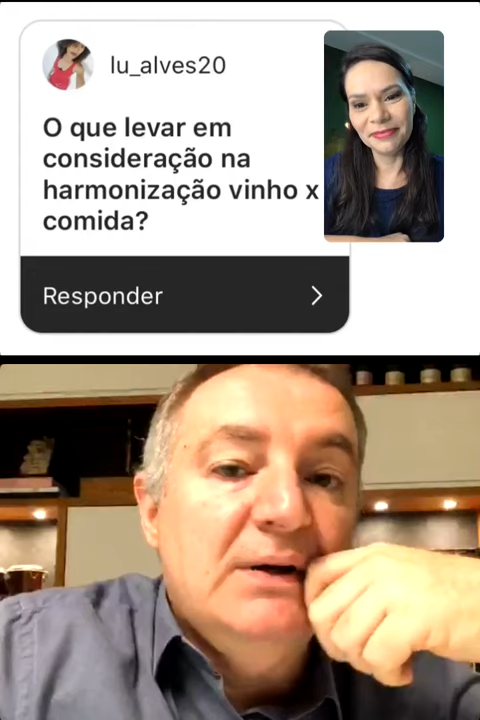 lu_alves20
O que levar em
consideração na
harmonização vinho x
comida?
Responder